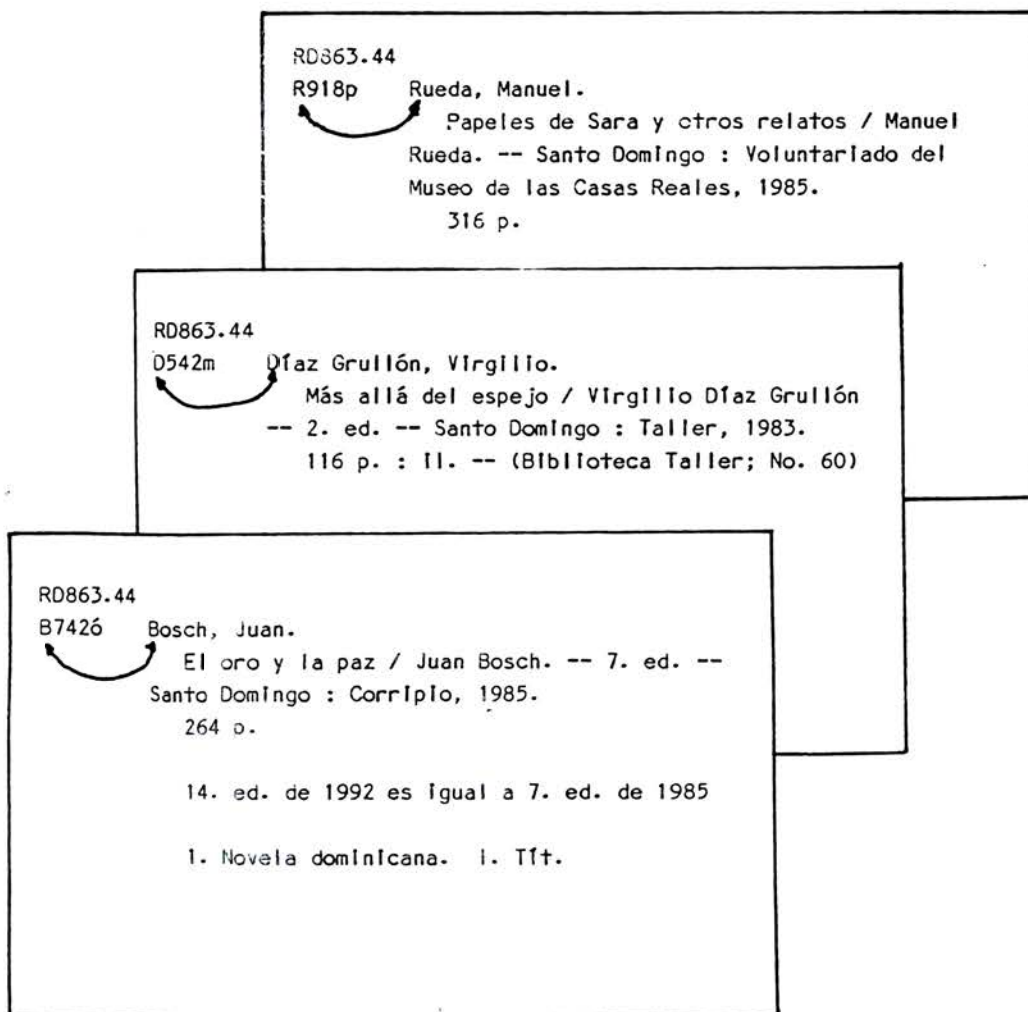 RD863.44
R918p Rueda, Manuel.
Papeles de Sara y otros relatos / Manuel
Rueda. -- Santo Domingo : Voluntariado del
Museo de las Casas Reales, 1985.
316 p.
RD863.44
D542m Díaz Grullón, Virgilio.
Más allá del espejo / Virgilio Díaz Grullón
-- 2. ed. -- Santo Domingo : Taller, 1983.
116 p. : il. -- (Biblioteca Taller; No. 60)
RD863.44
B742ó Bosch, Juan.
El oro y la paz / Juan Bosch. -- 7. ed. --
Santo Domingo : Corripio, 1985.
264 p.
14. ed. de 1992 es igual a 7. ed. de 1985
1. Novela dominicana. I. Tít.